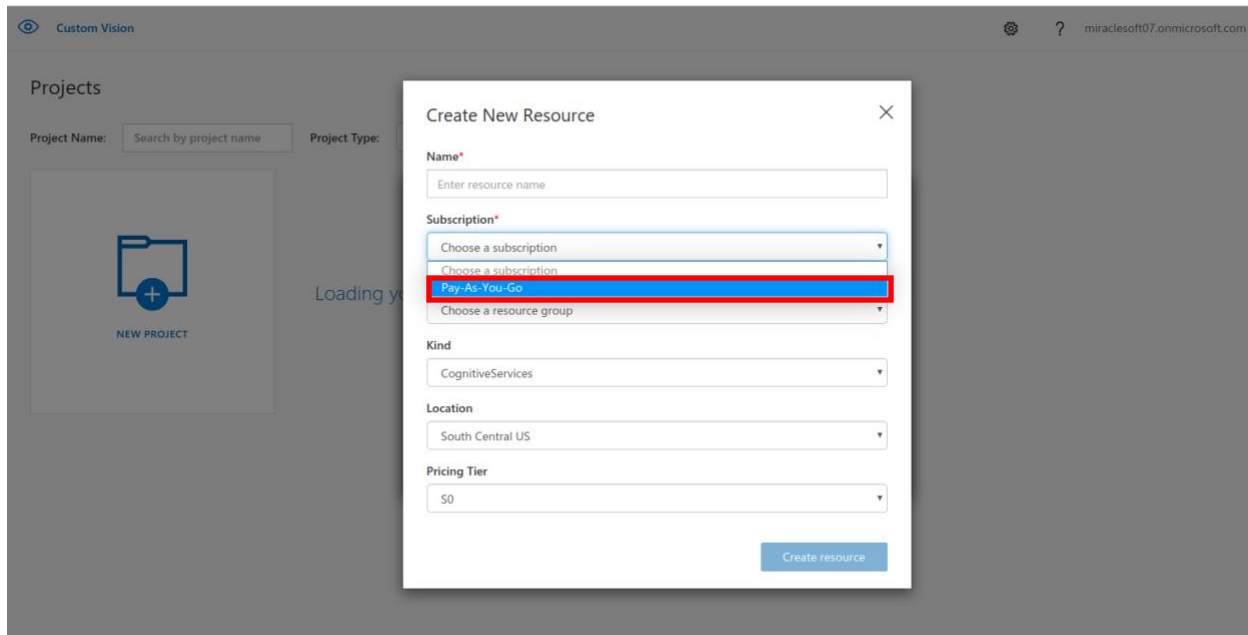 Custom Vision
? miraclesoft07.onmicrosoft.com
Projects
Project Name: Search by project name Project Type:
NEW PROJECT
Loading
Create New Resource
Name*
Enter resource name
Subscription*
Choose a subscription
Choose a subscription
Pay-As-You-Go
Choose a resource group
Kind
CognitiveServices
Location
South Central US
Pricing Tier
S0
Create resource